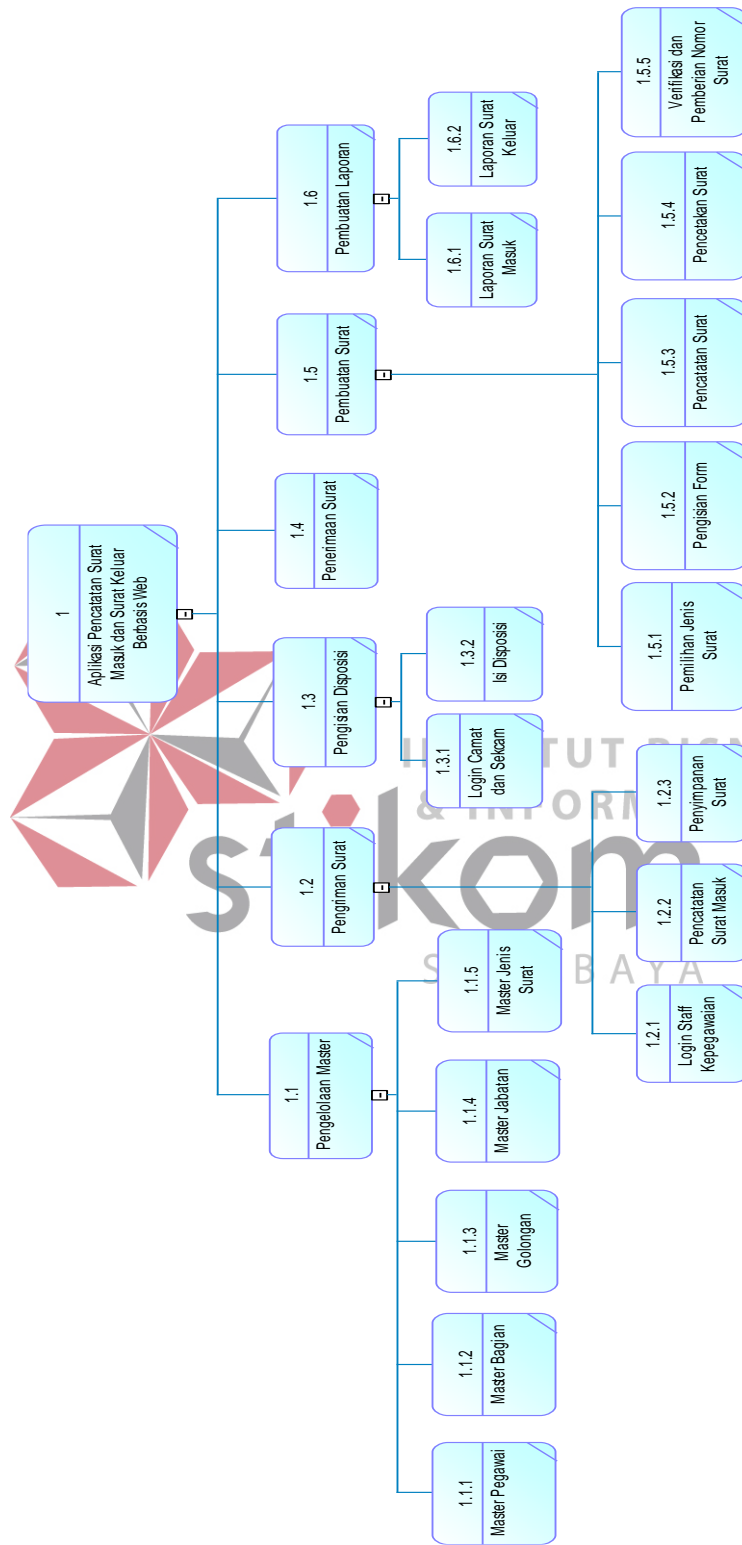 1
Aplikasi Pencatatan Surat
Masuk dan Surat Keluar
Berbasis Web
1.1
Pengelolaan Master
1.2
Pengriman Surat
1.3
Pengisian Disposisi
1.4
Penerimaan Surat
1.5
Pembuatan Surat
1.6
Pembuatan Laporan
1.1.1
Master Pegawai
1.1.2
Master Bagian
1.1.3
Master
Golongan
1.1.4
Master Jabatan
1.1.5
Master Jenis
Surat
1.3.1
Login Camat
dan Sekcam
1.3.2
Isi Disposisi
1.6.1
Laporan Surat
Masuk
1.6.2
Laporan Surat
Keluar
1.2.1
Login Staff
Kepegawaian
1.2.2
Pencatatan
Surat Masuk
1.2.3
Penyimpanan
Surat
1.5.1
Pemilihan Jenis
Surat
1.5.2
Pengisian Form
1.5.3
Pencatatan Surat
1.5.4
Pencetakan Surat
1.5.5
Verifikasi dan
Pemberian Nomor
Surat
& INFORM
stikom